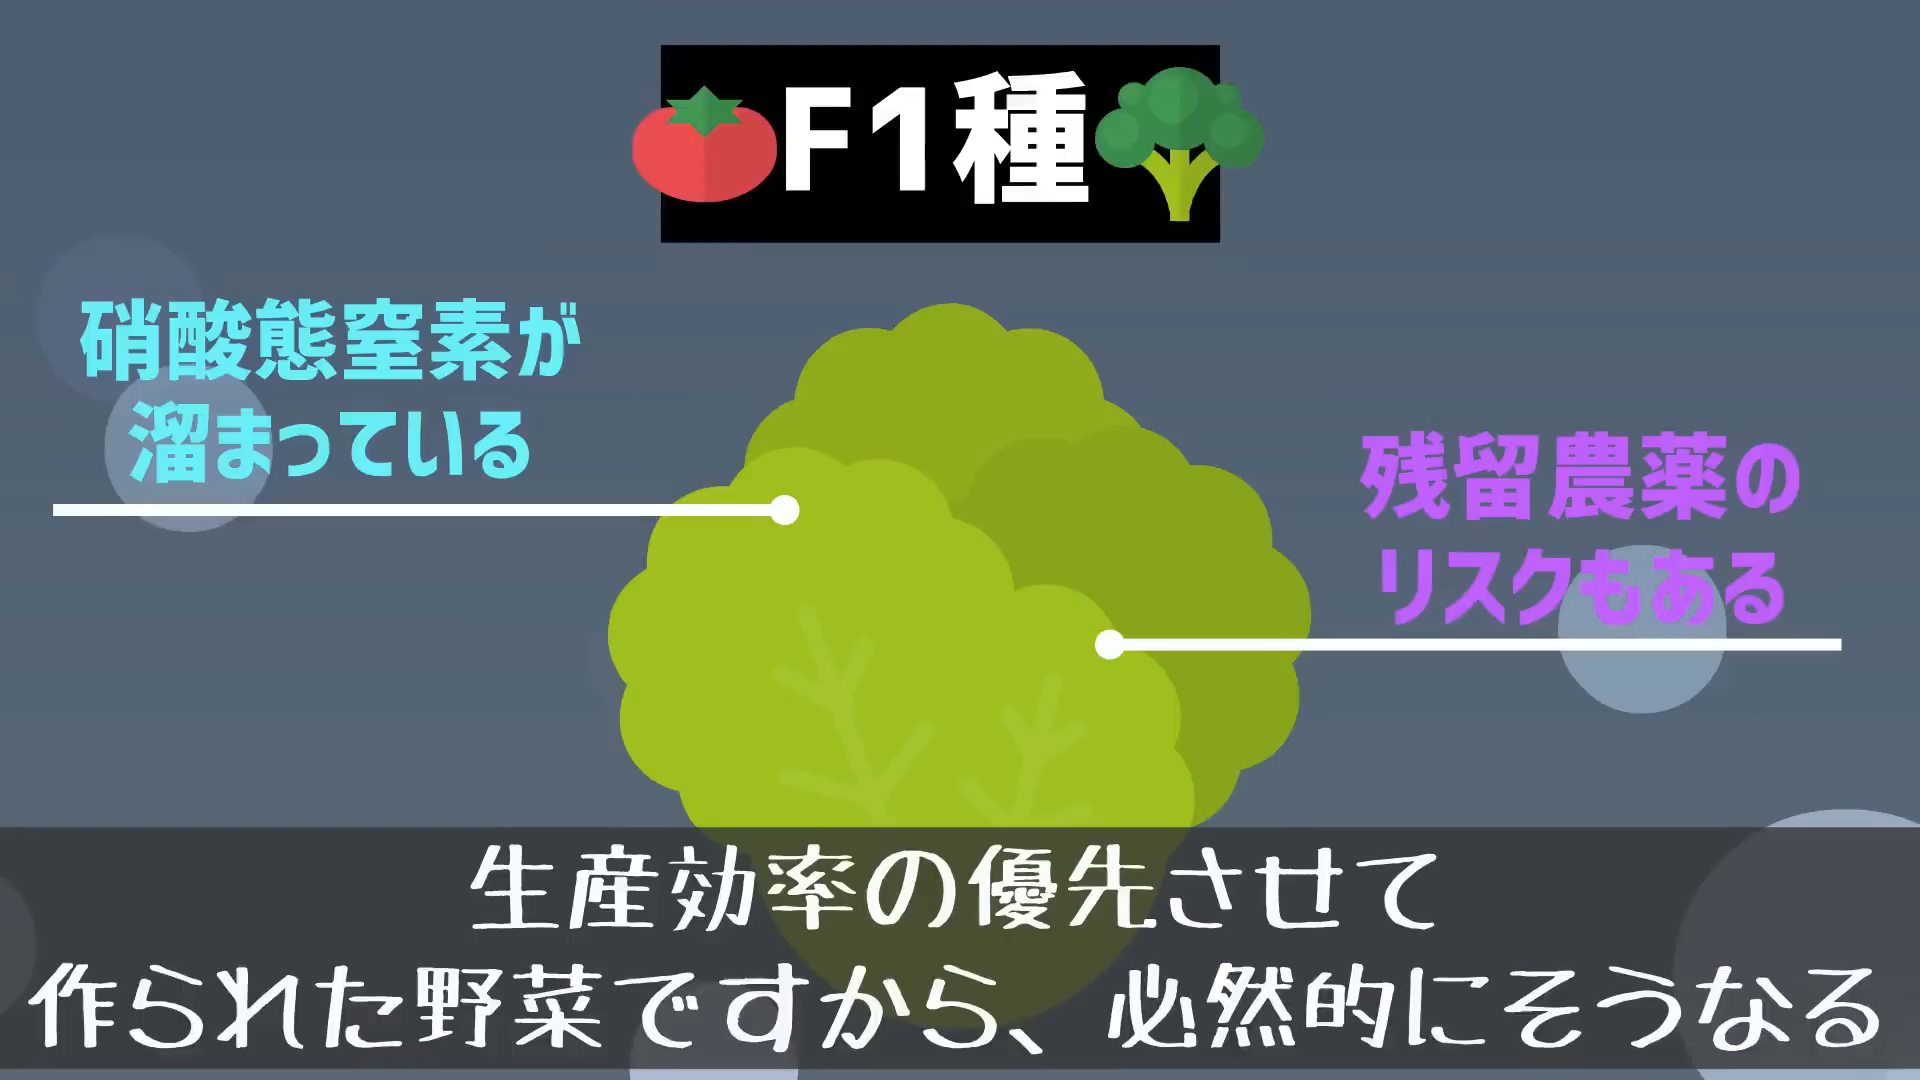 F1種
硝酸態窒素が
溜まっている
残留農薬の
リスクもある
生産効率の優先させて
作られた野菜ですから、必然的にそうなる